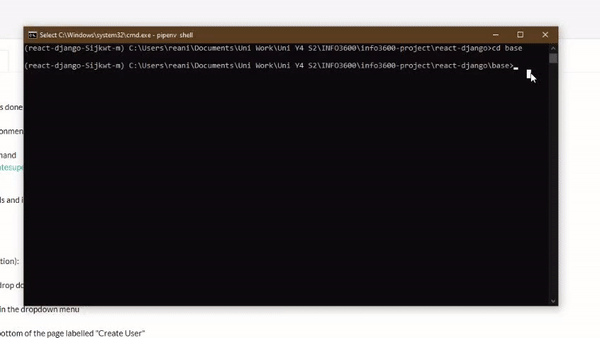 Select C:\Windows\system32\cmd.exe - pipenv shell
(react-django-Sijkwt-m) C:\Users\reani\Documents\Uni Work\Uni Y4 S2\INFO3600\info3600-project\react-django>cd base
(react-django-Sijkwt-m) C:\Users\reani\Documents\Uni Work\Uni Y4 S2\INFO3600\info3600-project\react-django\base>
s done
onmen
mand
atesupe
ls and i
tion):
drop do
in the dropdown menu
ottom of the page labelled "Create User"